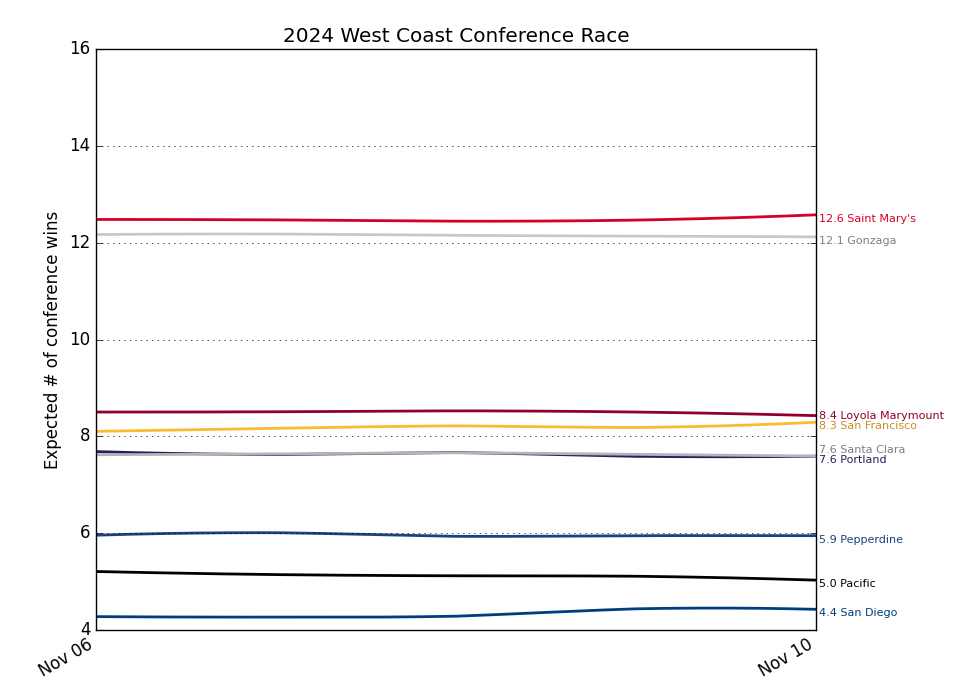 2024 West Coast Conference Race
Expected # of conference wins
16
14
12
10
8
6
4
Nov 06
Nov 10
12.6 Saint Mary's
12.1 Gonzaga
8.4 Loyola Marymount
8.3 San Francisco
7.6 Santa Clara
7.6 Portland
5.9 Pepperdine
5.0 Pacific
4.4 San Diego